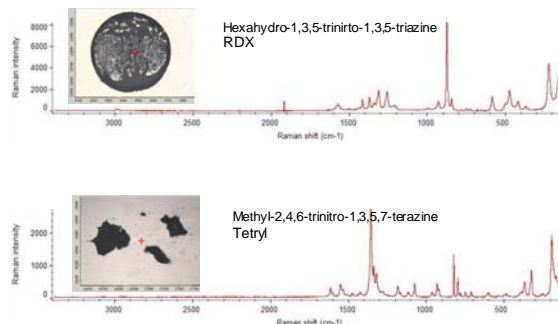 Hexahydro-1,3,5-trinirto-1,3,5-triazine
RDX
Raman intensity
8000
6000
4000
2000
0
3000
2500
2000
1500
1000
500
Raman shift (cm-1)
Methyl-2,4,6-trinitro-1,3,5,7-terazine
Tetryl
Raman intensity
2000
1000
0
3000
2500
2000
1500
1000
500
Raman shift (cm-1)